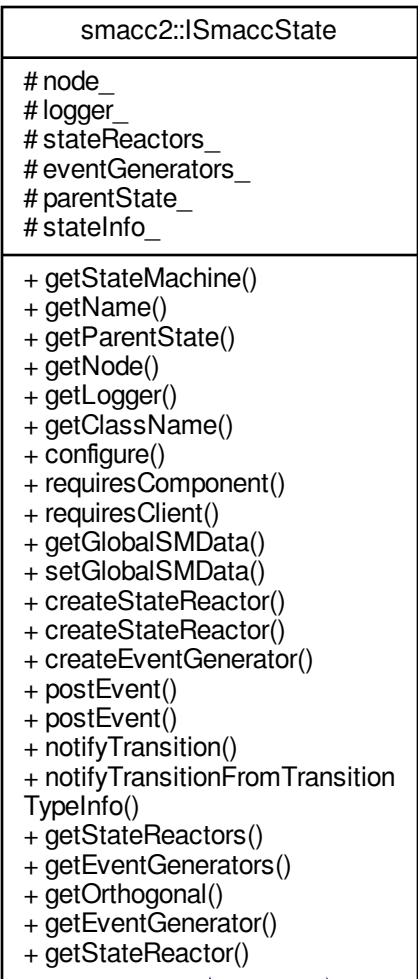 smacc2::ISmaccState
# node_
# logger_
# stateReactors_
# eventGenerators_
# parentState_
# stateInfo_
+ getStateMachine()
+ getName()
+ getParentState()
+ getNode()
+ getLogger()
+ getClassName()
+ configure()
+ requiresComponent()
+ requiresClient()
+ getGlobalSMData()
+ setGlobalSMData()
+ createStateReactor()
+ createStateReactor()
+ createEventGenerator()
+ postEvent()
+ postEvent()
+ notifyTransition()
+ notifyTransitionFromTransition
TypeInfo()
+ getStateReactors()
+ getEventGenerators()
+ getOrthogonal()
+ getEventGenerator()
+ getStateReactor()